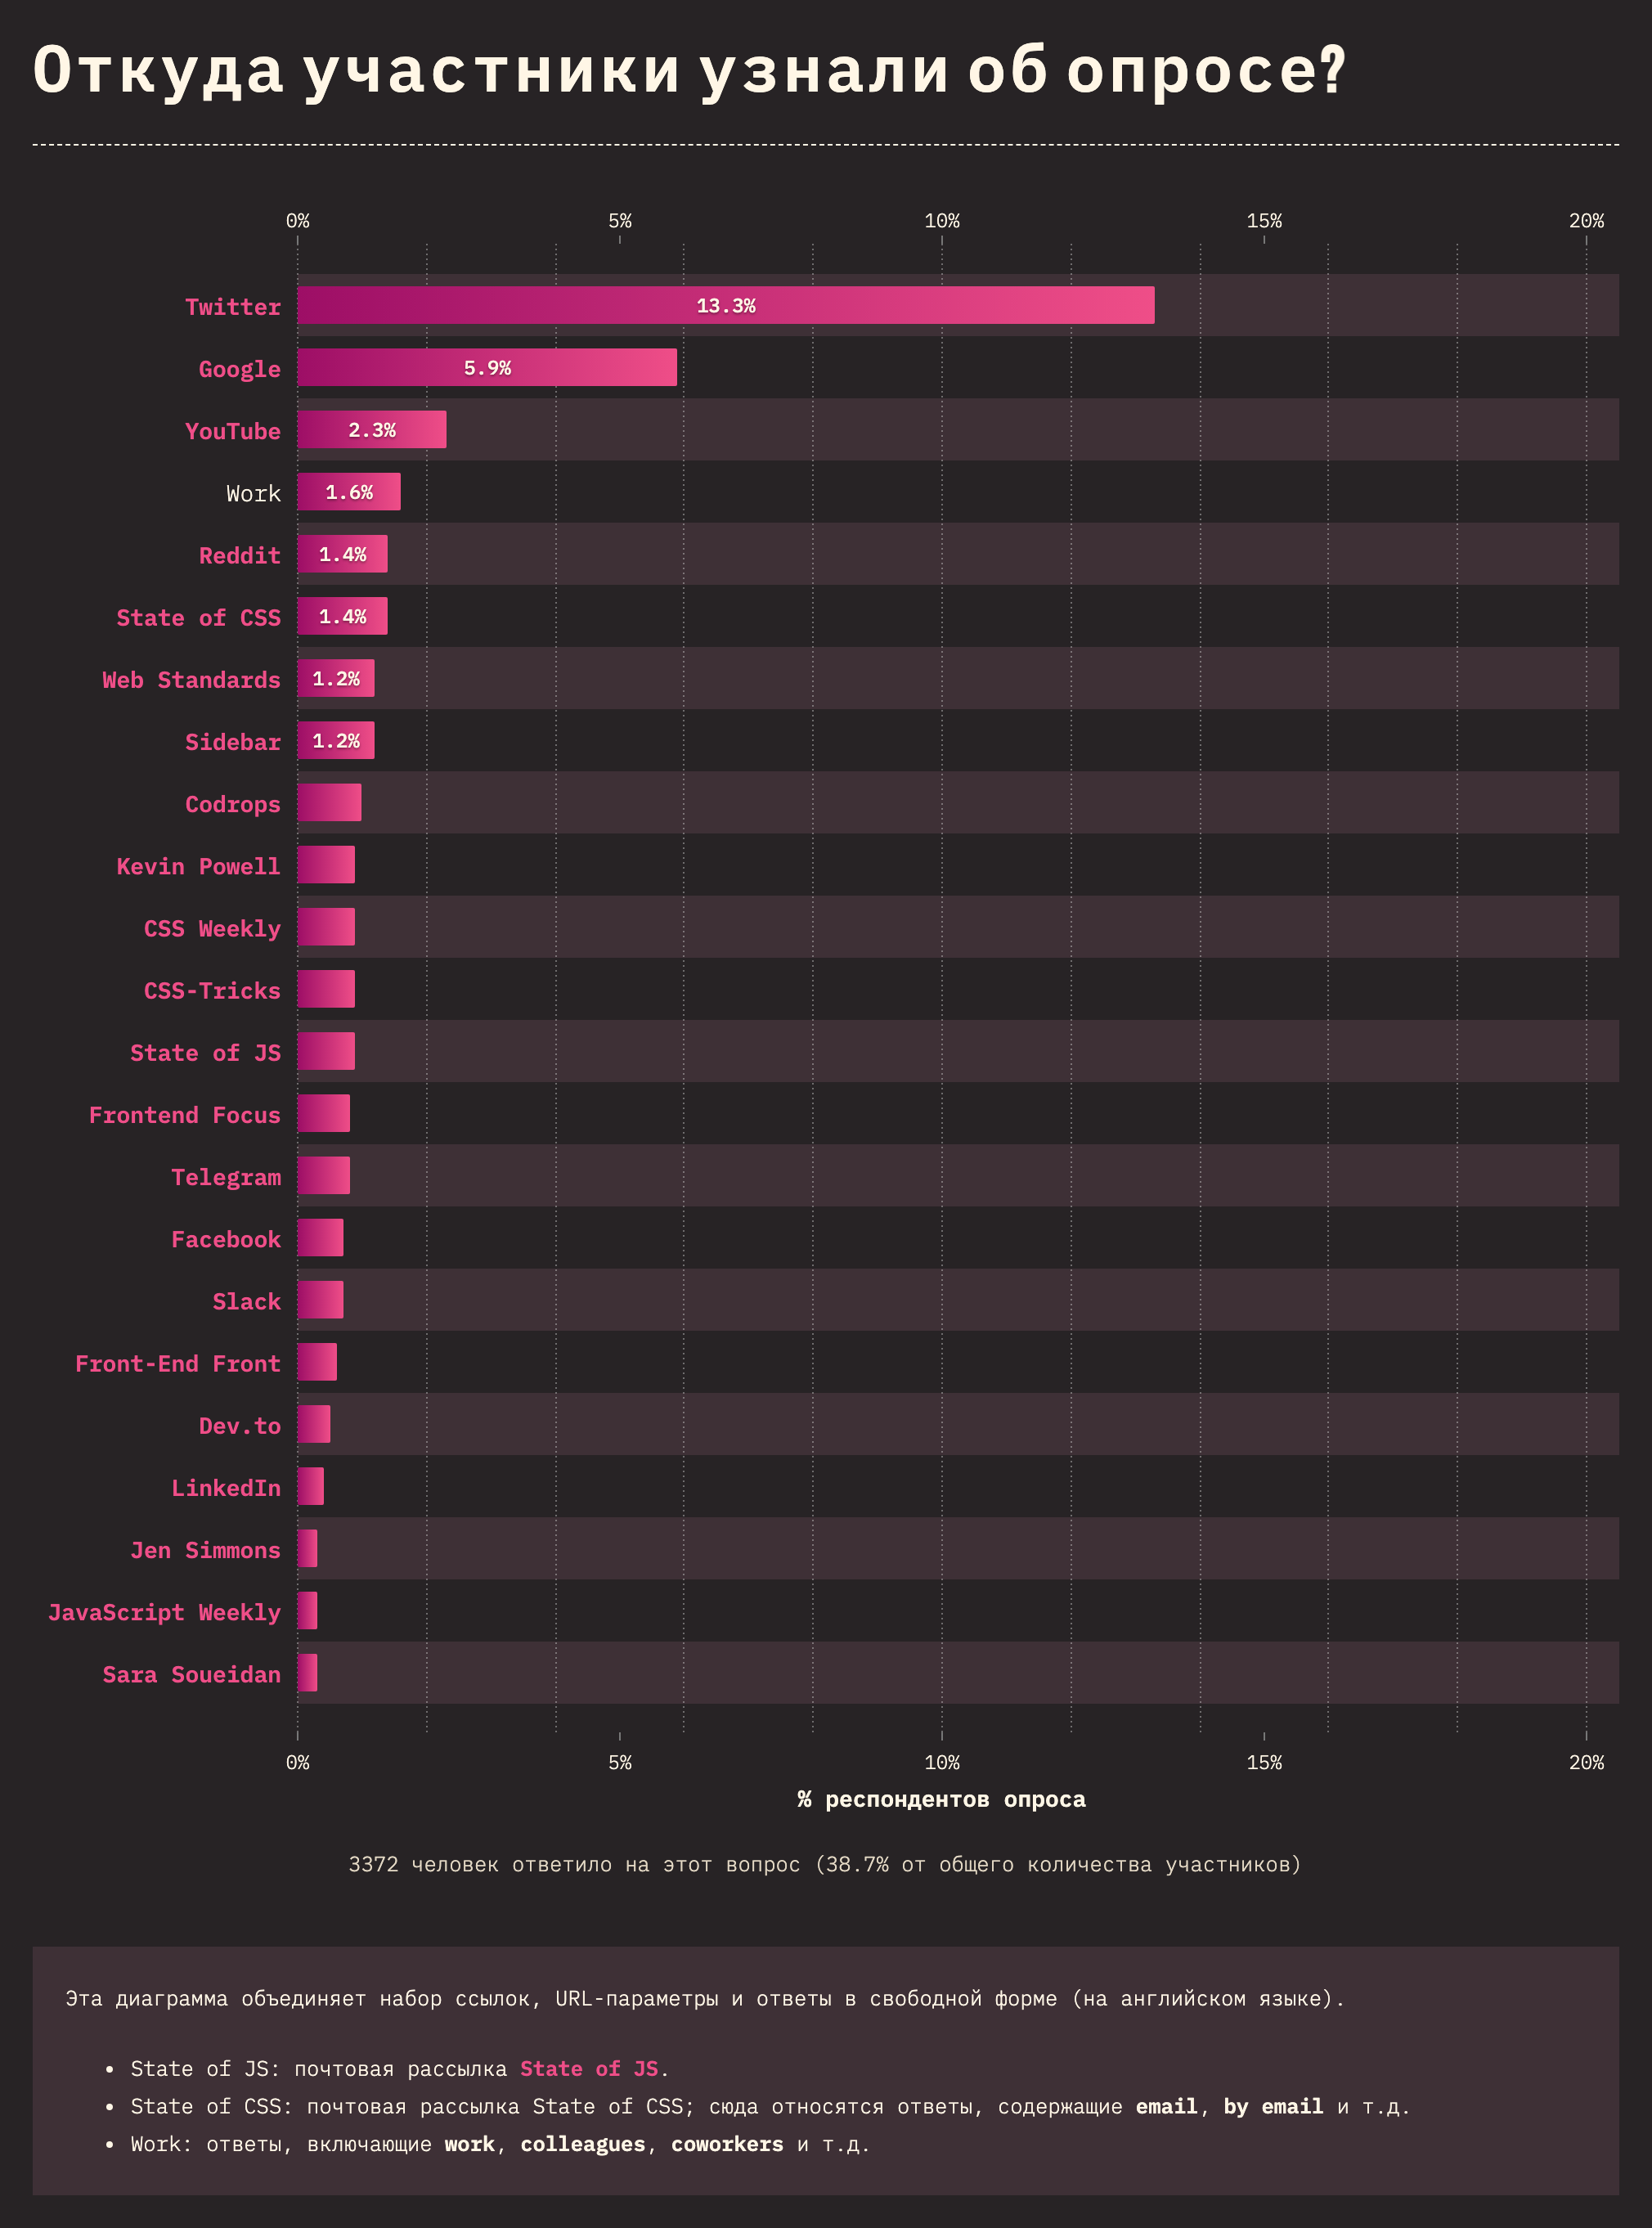 Откуда участники узнали об опросе?
0% 5% 10% 15% 20%
Twitter 13.3%
Google 5.9%
YouTube 2.3%
Work 1.6%
Reddit 1.4%
State of CSS 1.4%
Web Standards 1.2%
Sidebar 1.2%
Codrops
Kevin Powell
CSS Weekly
CSS-Tricks
State of JS
Frontend Focus
Telegram
Facebook
Slack
Front-End Front
Dev.to
LinkedIn
Jen Simmons
JavaScript Weekly
Sara Soueidan
0% 5% 10% 15% 20%
% респондентов опроса
3372 человек ответило на этот вопрос (38.7% от общего количества участников)
Эта диаграмма объединяет набор ссылок, URL-параметры и ответы в свободной форме (на английском языке).
• State of JS: почтовая рассылка State of JS.
• State of CSS: почтовая рассылка State of CSS; сюда относятся ответы, содержащие email, by email и т.д.
• Work: ответы, включающие work, colleagues, coworkers и т.д.